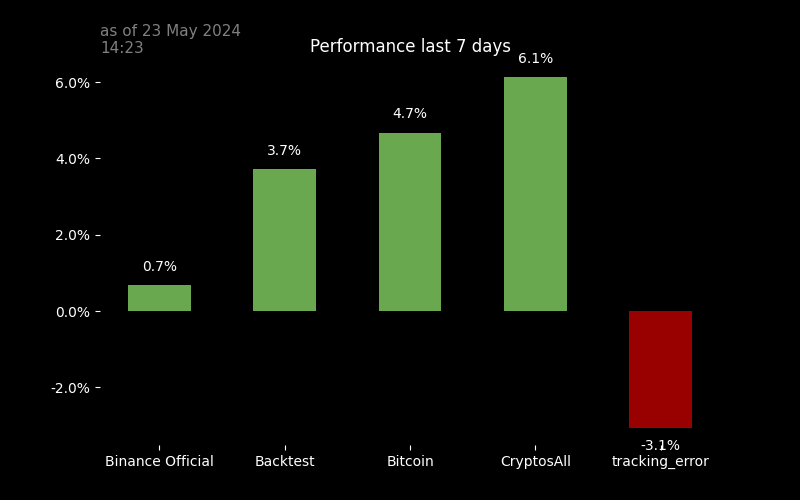 as of 23 May 2024
14:23
Performance last 7 days
6.1%
6.0%
4.7%
4.0%
3.7%
2.0%
0.7%
0.0%
-2.0%
-3.1%
Binance Official
Backtest
Bitcoin
CryptosAll
tracking_error